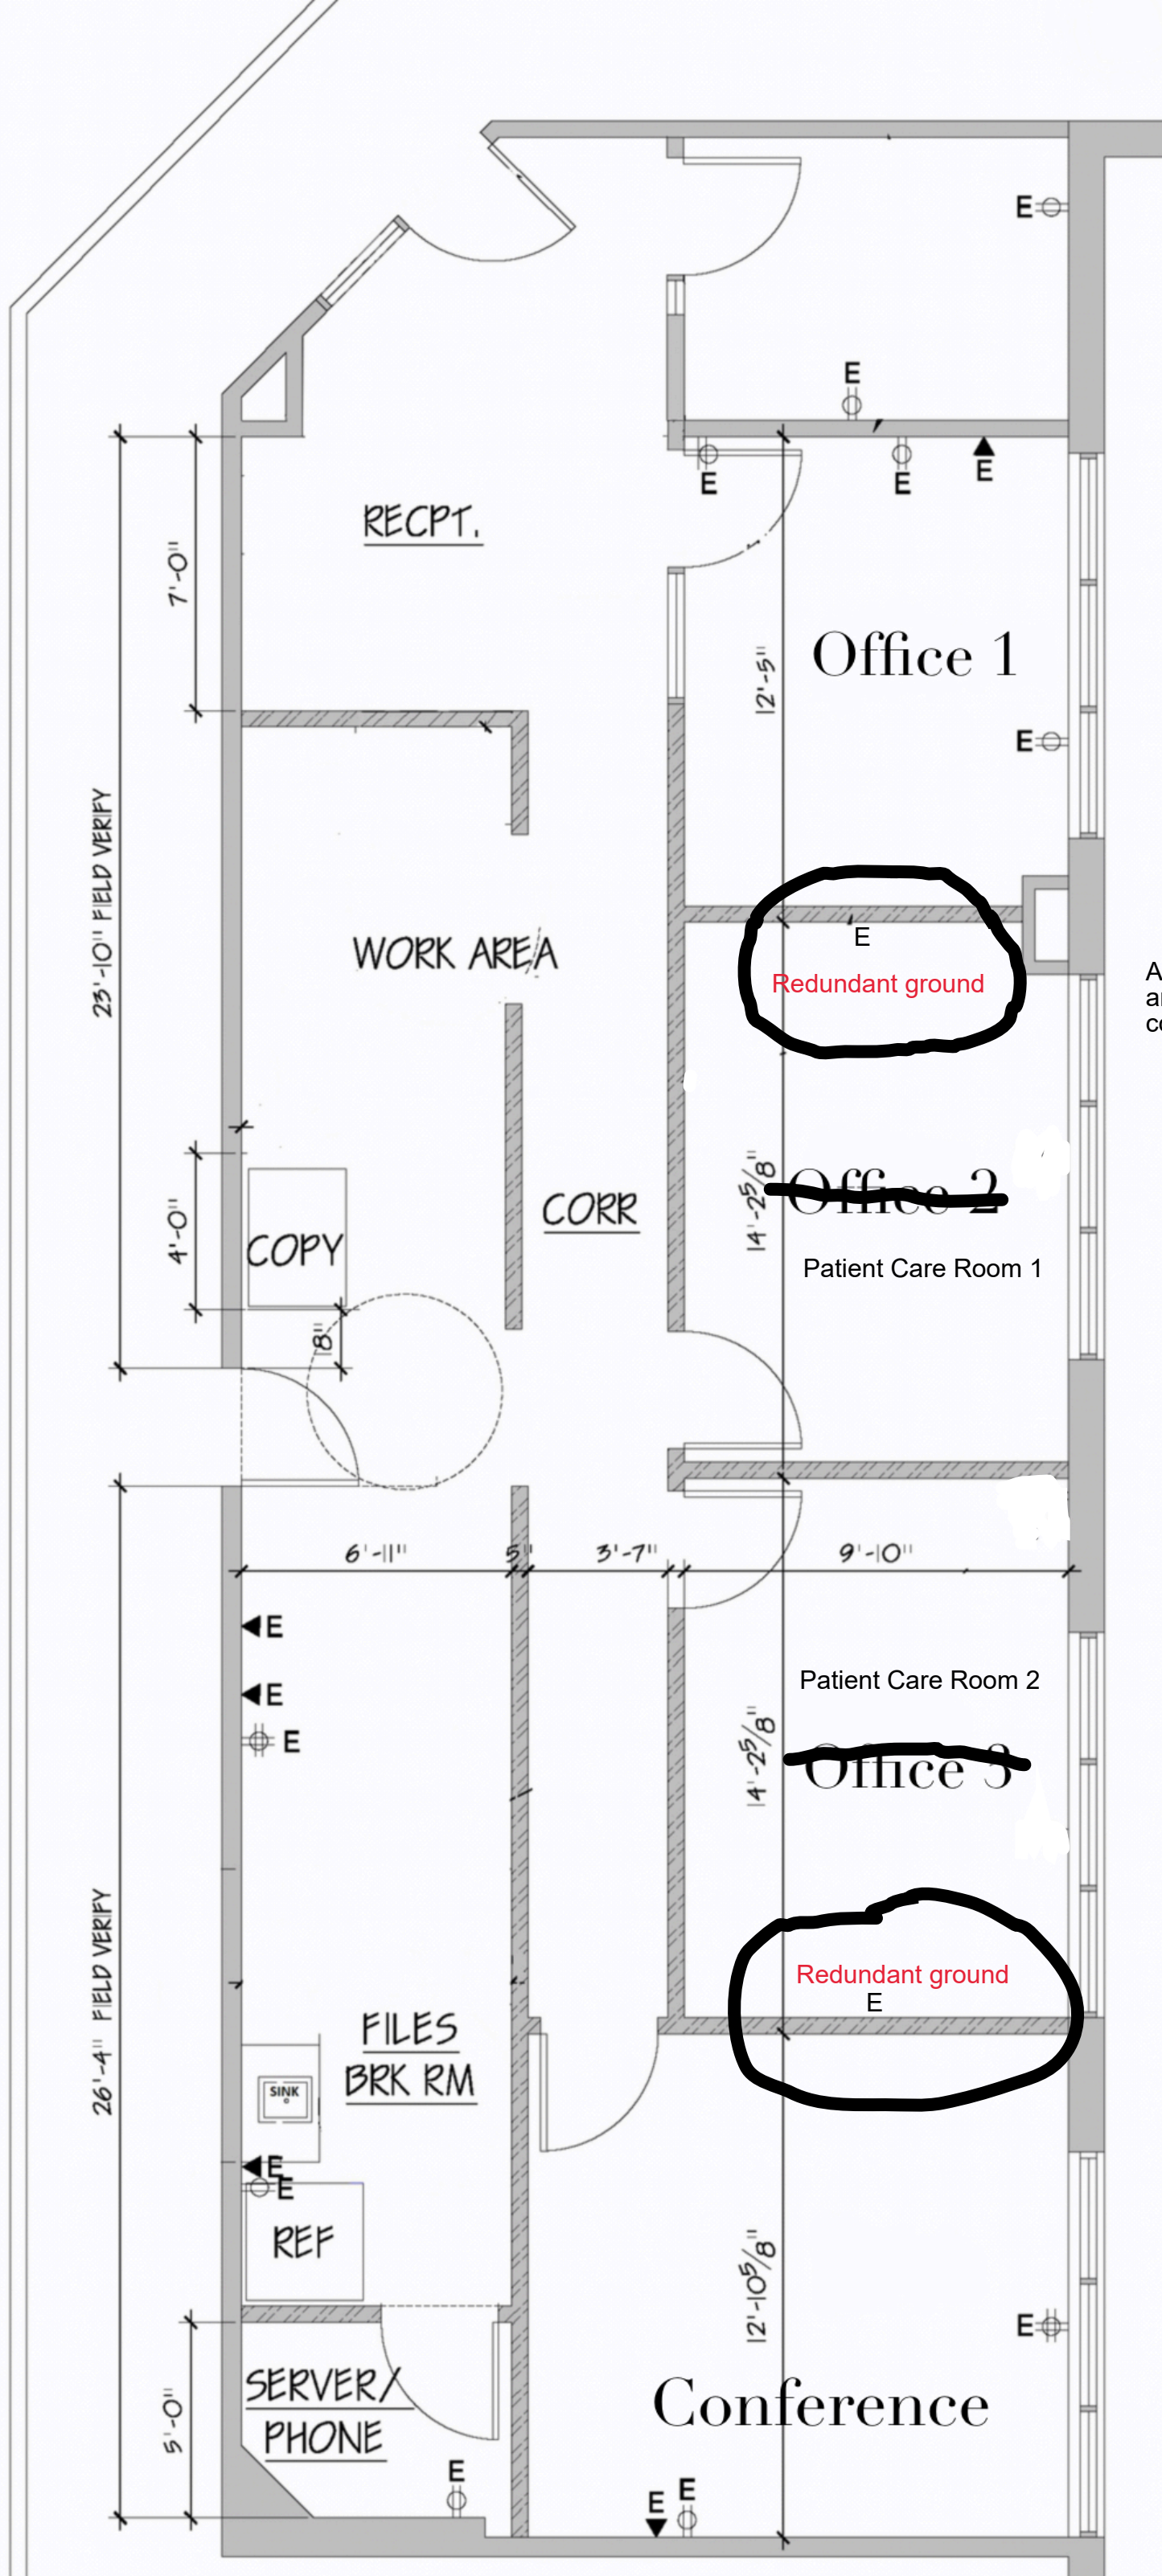 E
E
E
E
E
RECPT.
7'-0"
Office 1
12'-5"
E
23'-10" FIELD VERIFY
WORK AREA
E
Redundant ground
A
a
c
14'-2 5/8"
Office 2
CORR
4'-0"
COPY
Patient Care Room 1
18"
6'-11"
5"
3'-7"
9'-10"
E
E
E
Patient Care Room 2
14'-2 5/8"
Office 3
26'-4" FIELD VERIFY
Redundant ground
E
FILES
BRK RM
SINK
E
E
REF
12'-10 5/8"
E
SERVER/
PHONE
5'-0"
Conference
E
E
E